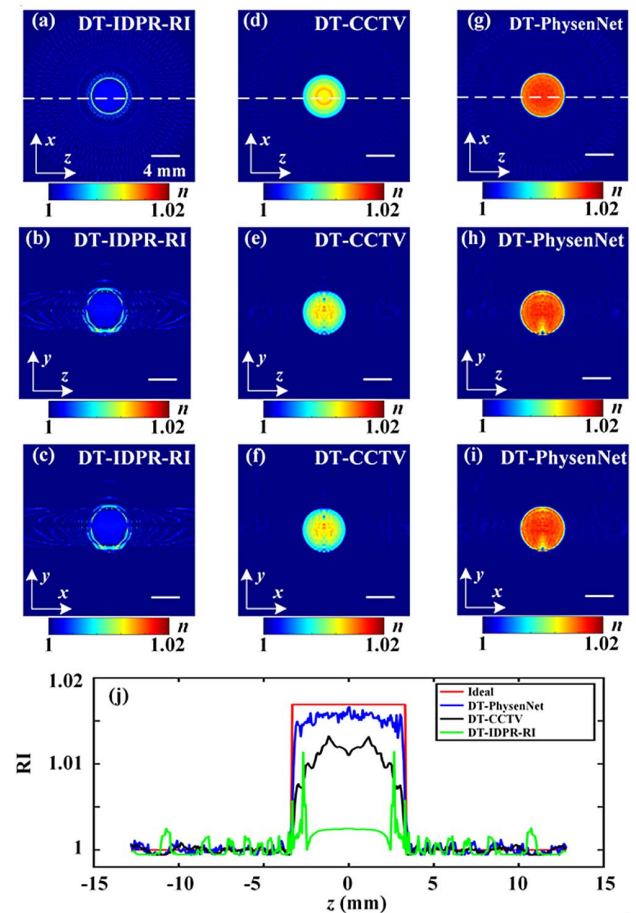 (a) DT-IDPR-RI
x
z
4 mm
n
1 1.02
(d) DT-CCTV
x
z
n
1 1.02
(g) DT-PhysenNet
x
z
n
1 1.02
(b) DT-IDPR-RI
y
z
n
1 1.02
(e) DT-CCTV
y
z
n
1 1.02
(h) DT-PhysenNet
y
z
n
1 1.02
(c) DT-IDPR-RI
y
x
n
1 1.02
(f) DT-CCTV
y
x
n
1 1.02
(i) DT-PhysenNet
y
x
n
1 1.02
(j)
Ideal
DT-PhysenNet
DT-CCTV
DT-IDPR-RI
1.02
1.01
1
RI
-15 -10 -5 0 5 10 15
z (mm)